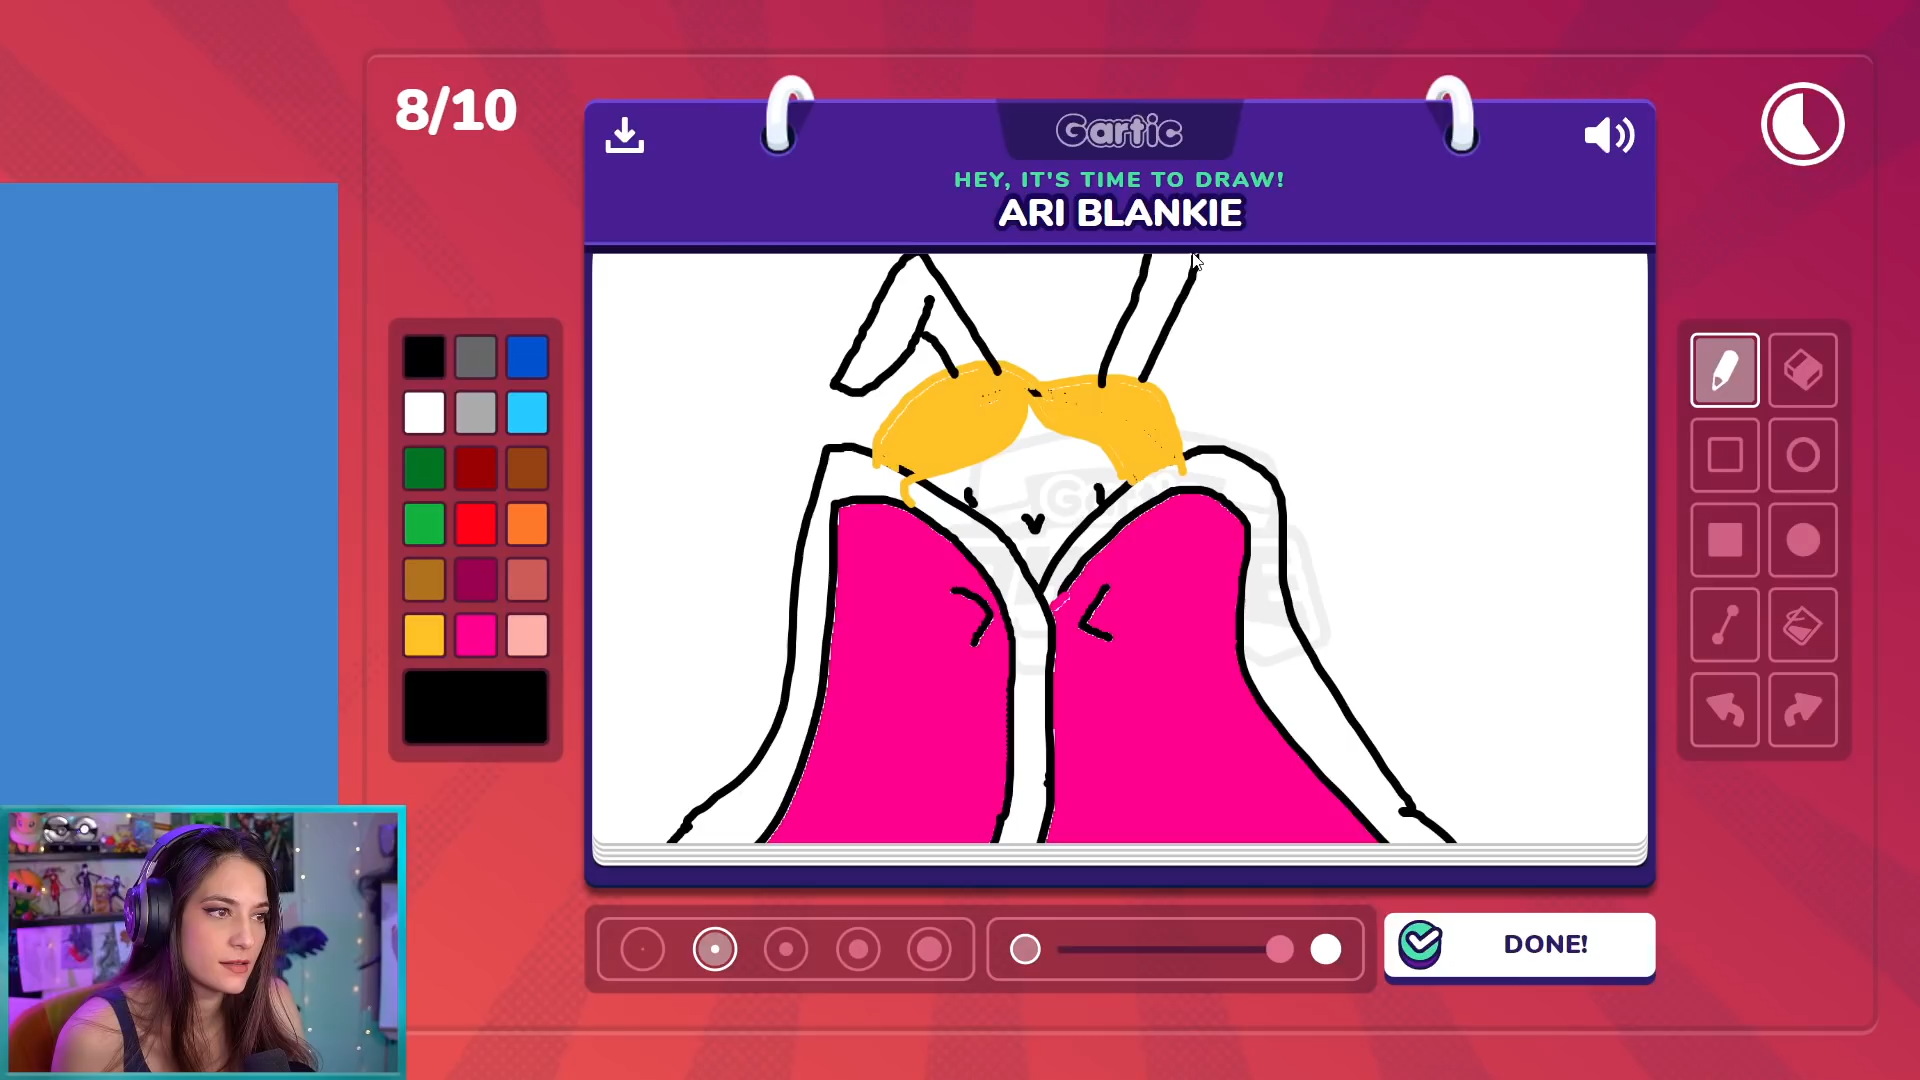 8/10
Gartic
HEY, IT'S TIME TO DRAW!
ARI BLANKIE
DONE!